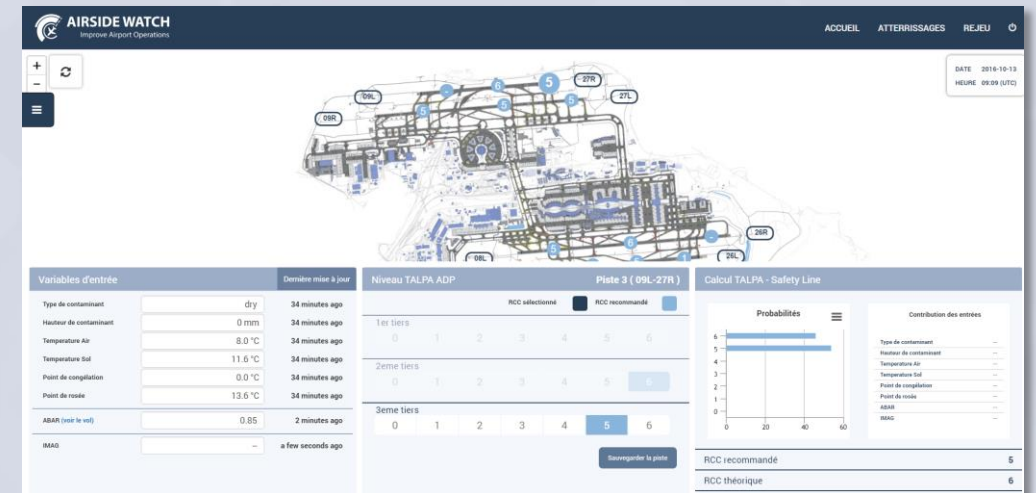 AIRSIDE WATCH
Improve Airport Operations
ACCUEIL ATTERRISSAGES REJEU
+
−
DATE 2016-10-13
HEURE 09:09 (UTC)
09L
09R
27R
27L
6
5
-
5
5
5
26R
26L
08L
5
6
-
1
Variables d'entrée Dernière mise à jour
Type de contaminant dry 34 minutes ago
Hauteur de contaminant 0 mm 34 minutes ago
Temperature Air 8.0 °C 34 minutes ago
Temperature Sol 11.6 °C 34 minutes ago
Point de congélation 0.0 °C 34 minutes ago
Point de rosée 13.6 °C 34 minutes ago
ABAR (voir le vol) 0.85 2 minutes ago
IMAG -- a few seconds ago
Niveau TALPA ADP Piste 3 ( 09L-27R )
RCC sélectionné RCC recommandé
1er tiers
0 1 2 3 4 5 6
2eme tiers
0 1 2 3 4 5 6
3eme tiers
0 1 2 3 4 5 6
Sauvegarder la piste
Calcul TALPA - Safety Line
Probabilités
6
5
4
3
2
1
0
0 20 40 60
Contribution des entrées
Type de contaminant --
Hauteur de contaminant --
Temperature Air --
Temperature Sol --
Point de congélation --
Point de rosée --
ABAR --
IMAG --
RCC recommandé 5
RCC théorique 6